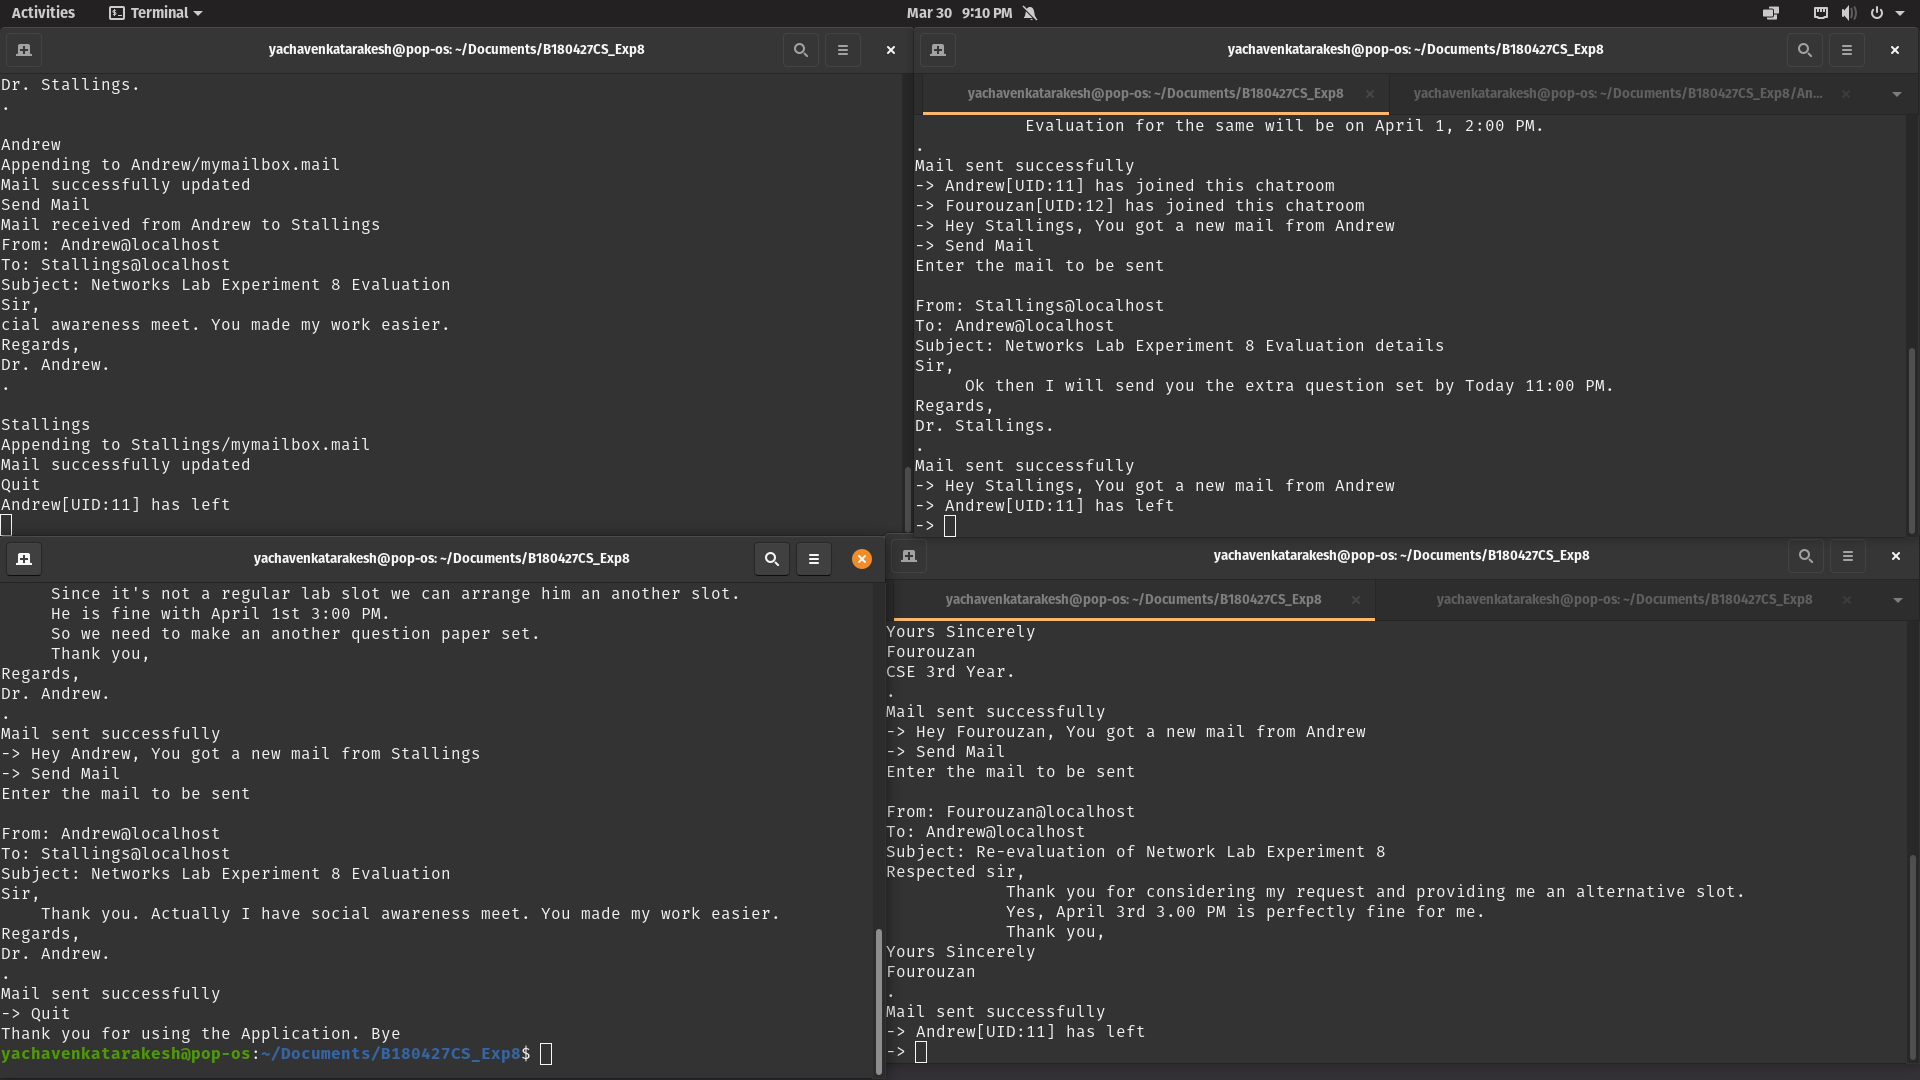 Activities
Terminal
Mar 30 9:10 PM
yachavenkatarakesh@pop-os: ~/Documents/B180427CS_Exp8
Dr. Stallings.
.
Andrew
Appending to Andrew/mymailbox.mail
Mail successfully updated
Send Mail
Mail received from Andrew to Stallings
From: Andrew@localhost
To: Stallings@localhost
Subject: Networks Lab Experiment 8 Evaluation
Sir,
cial awareness meet. You made my work easier.
Regards,
Dr. Andrew.
.
Stallings
Appending to Stallings/mymailbox.mail
Mail successfully updated
Quit
Andrew[UID:11] has left
yachavenkatarakesh@pop-os: ~/Documents/B180427CS_Exp8
yachavenkatarakesh@pop-os: ~/Documents/B180427CS_Exp8
yachavenkatarakesh@pop-os: ~/Documents/B180427CS_Exp8/An...
Evaluation for the same will be on April 1, 2:00 PM.
.
Mail sent successfully
-> Andrew[UID:11] has joined this chatroom
-> Fourouzan[UID:12] has joined this chatroom
-> Hey Stallings, You got a new mail from Andrew
-> Send Mail
Enter the mail to be sent
From: Stallings@localhost
To: Andrew@localhost
Subject: Networks Lab Experiment 8 Evaluation details
Sir,
Ok then I will send you the extra question set by Today 11:00 PM.
Regards,
Dr. Stallings.
.
Mail sent successfully
-> Hey Stallings, You got a new mail from Andrew
-> Andrew[UID:11] has left
->
yachavenkatarakesh@pop-os: ~/Documents/B180427CS_Exp8
Since it's not a regular lab slot we can arrange him an another slot.
He is fine with April 1st 3:00 PM.
So we need to make an another question paper set.
Thank you,
Regards,
Dr. Andrew.
.
Mail sent successfully
-> Hey Andrew, You got a new mail from Stallings
-> Send Mail
Enter the mail to be sent
From: Andrew@localhost
To: Stallings@localhost
Subject: Networks Lab Experiment 8 Evaluation
Sir,
Thank you. Actually I have social awareness meet. You made my work easier.
Regards,
Dr. Andrew.
.
Mail sent successfully
-> Quit
Thank you for using the Application. Bye
yachavenkatarakesh@pop-os:~/Documents/B180427CS_Exp8$
yachavenkatarakesh@pop-os: ~/Documents/B180427CS_Exp8
yachavenkatarakesh@pop-os: ~/Documents/B180427CS_Exp8
yachavenkatarakesh@pop-os: ~/Documents/B180427CS_Exp8
Yours Sincerely
Fourouzan
CSE 3rd Year.
.
Mail sent successfully
-> Hey Fourouzan, You got a new mail from Andrew
-> Send Mail
Enter the mail to be sent
From: Fourouzan@localhost
To: Andrew@localhost
Subject: Re-evaluation of Network Lab Experiment 8
Respected sir,
Thank you for considering my request and providing me an alternative slot.
Yes, April 3rd 3.00 PM is perfectly fine for me.
Thank you,
Yours Sincerely
Fourouzan
.
Mail sent successfully
-> Andrew[UID:11] has left
->